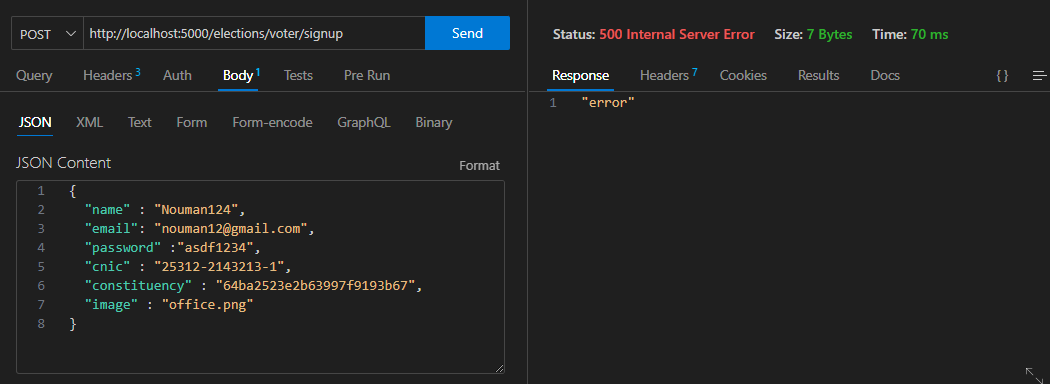 POST http://localhost:5000/elections/voter/signup Send
Query Headers 3 Auth Body 1 Tests Pre Run
JSON XML Text Form Form-encode GraphQL Binary
JSON Content Format
1 {
2 "name" : "Nouman124",
3 "email": "nouman12@gmail.com",
4 "password" :"asdf1234",
5 "cnic" : "25312-2143213-1",
6 "constituency" : "64ba2523e2b63997f9193b67",
7 "image" : "office.png"
8 }
Status: 500 Internal Server Error Size: 7 Bytes Time: 70 ms
Response Headers 7 Cookies Results Docs { }
1 "error"